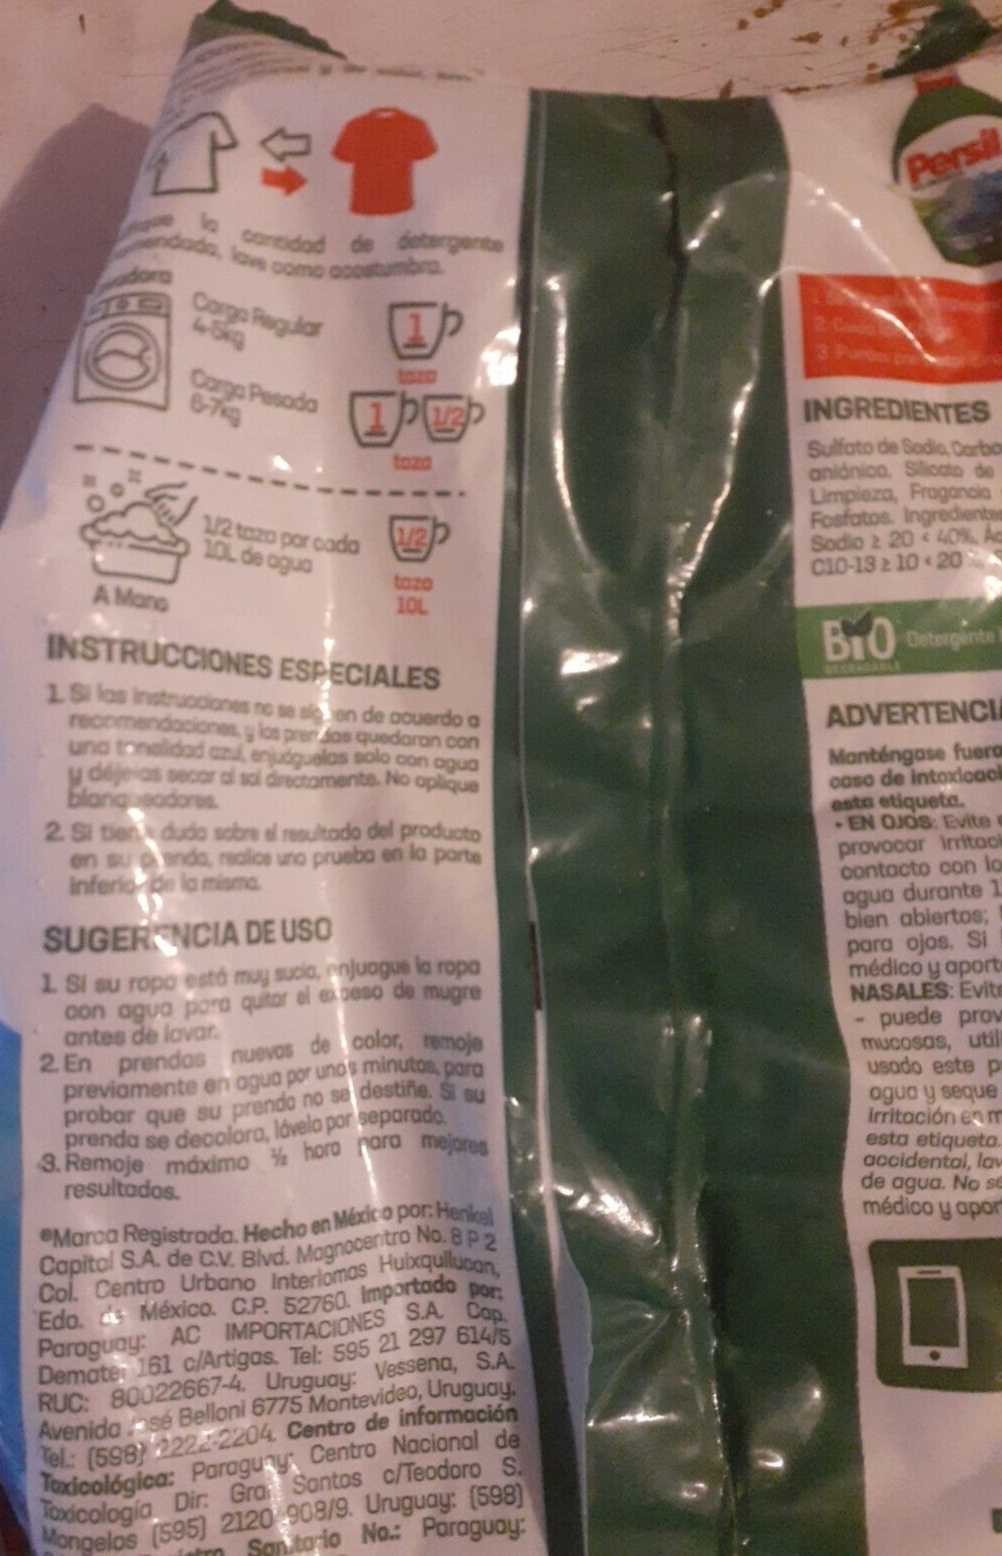 la cantidad de detergente
lave como acostumbra.
Carga Regular
4-5kg
1
taza
Carga Pesada
6-7kg
1 1/2
taza
1/2 taza por cada
10L de agua
1/2
taza
10L
A Mano
INSTRUCCIONES ESPECIALES
1. Si las instrucciones no se siguen de acuerdo a
recomendaciones, y las prendas quedaran con
una tonalidad azul, enjuáguelas solo con agua
y déjelas secar al sol directamente. No aplique
blanqueadores.
2. Si tiene duda sobre el resultado del producto
en su prenda, realice una prueba en la parte
inferior de la misma.
SUGERENCIA DE USO
1. Si su ropa está muy sucia, enjuague la ropa
con agua para quitar el exceso de mugre
antes de lavar.
2. En prendas nuevas de color, remoje
previamente en agua por unos minutos, para
probar que su prenda no se destiñe. Si su
prenda se decolora, lávela por separado.
3. Remoje máximo ½ hora para mejores
resultados.
®Marca Registrada. Hecho en México por: Henkel
Capital S.A. de C.V. Blvd. Magnocentro No. 8 P 2
Col. Centro Urbano Interlomas Huixquilucan,
Edo. de México. C.P. 52760. Importado por:
Paraguay: AC IMPORTACIONES S.A. Cap.
Demate 161 c/Artigas. Tel: 595 21 297 614/5
RUC: 80022667-4. Uruguay: Vessena, S.A.
Avenida José Belloni 6775 Montevideo, Uruguay.
Tel.: (598) 2222-2204. Centro de información
Toxicológica: Paraguay: Centro Nacional de
Toxicología Dir: Gral. Santos c/Teodoro S.
Mongelos (595) 2120 908/9. Uruguay: (598)
Sanitario No.: Paraguay:
Persil
INGREDIENTES
Sulfato de Sodio, Carbo
aniónico, Silicato de
Limpieza, Fragancia
Fosfatos. Ingrediente
Sodio ≥ 20 < 40%, Ác
C10-13 ≥ 10 < 20
BIO Detergente
ADVERTENCIA
Manténgase fuera
caso de intoxicaci
esta etiqueta.
• EN OJOS: Evite
provocar irritaci
contacto con lo
agua durante 1
bien abiertos;
para ojos. Si
médico y aporte
NASALES: Evite
- puede prov
mucosas, utili
usado este p
agua y seque
irritación en m
esta etiqueta.
accidental, lav
de agua. No se
médico y apor